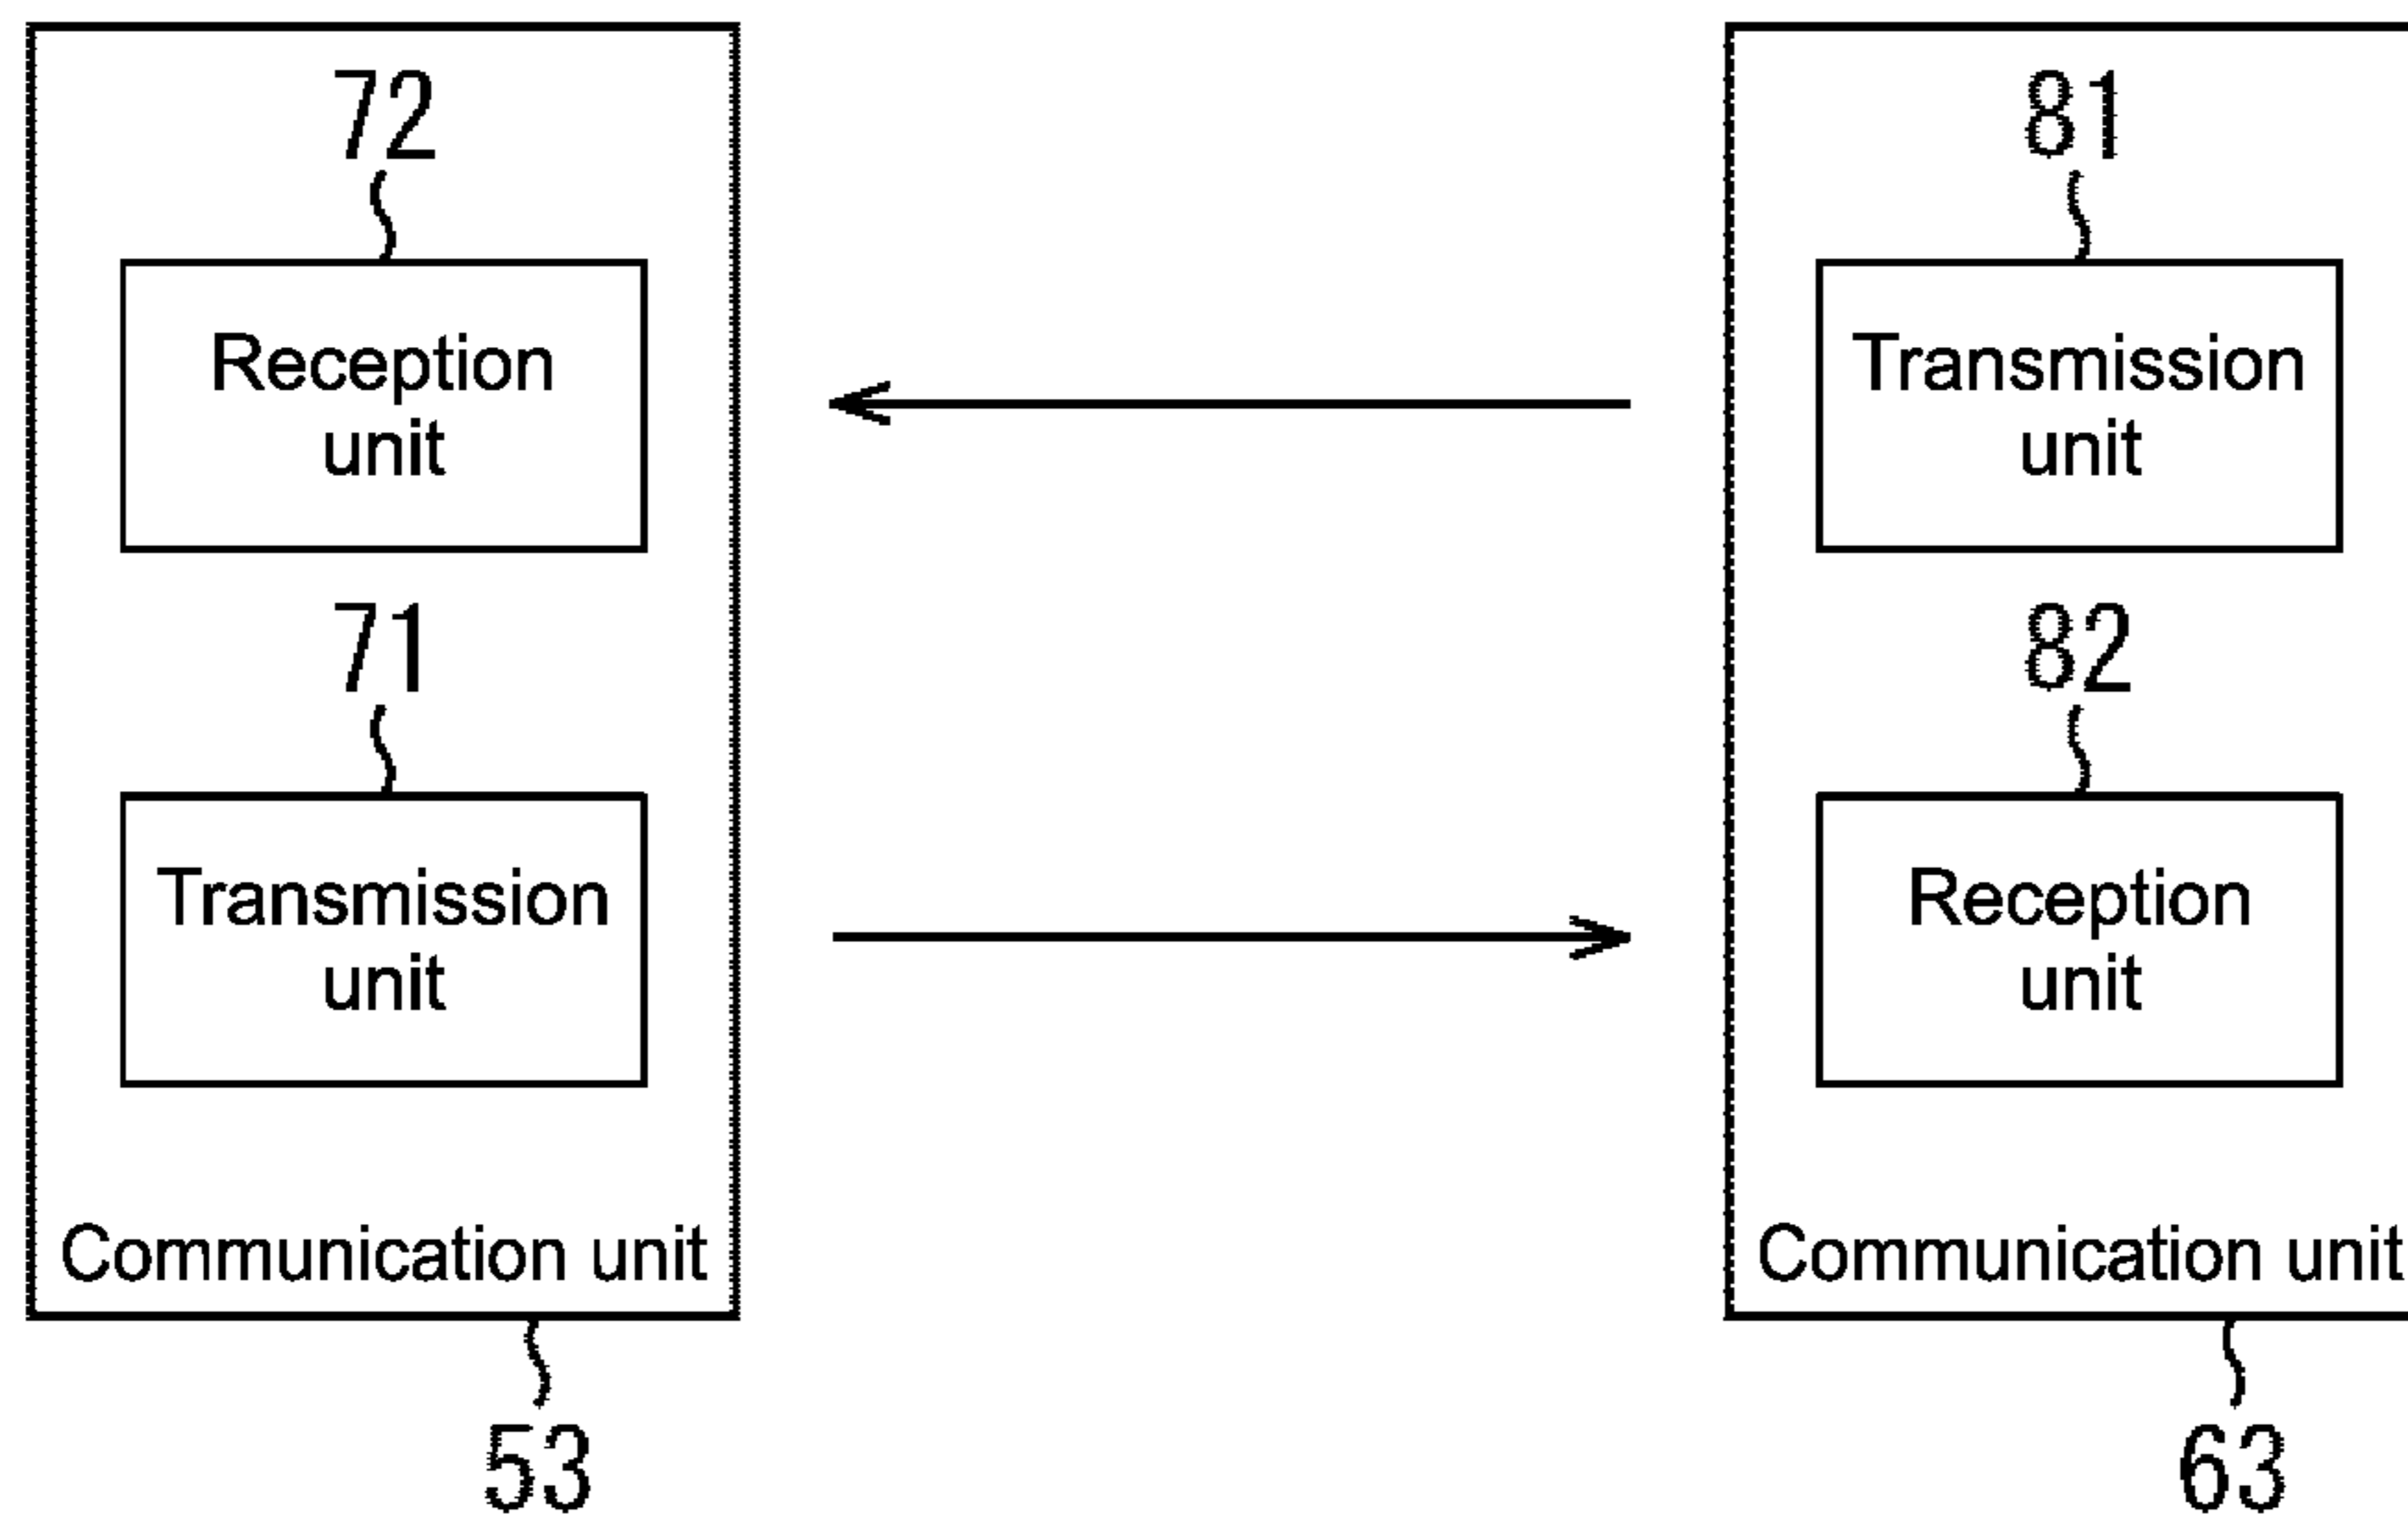 72
Reception
unit
71
Transmission
unit
Communication unit
53
81
Transmission
unit
82
Reception
unit
Communication unit
63